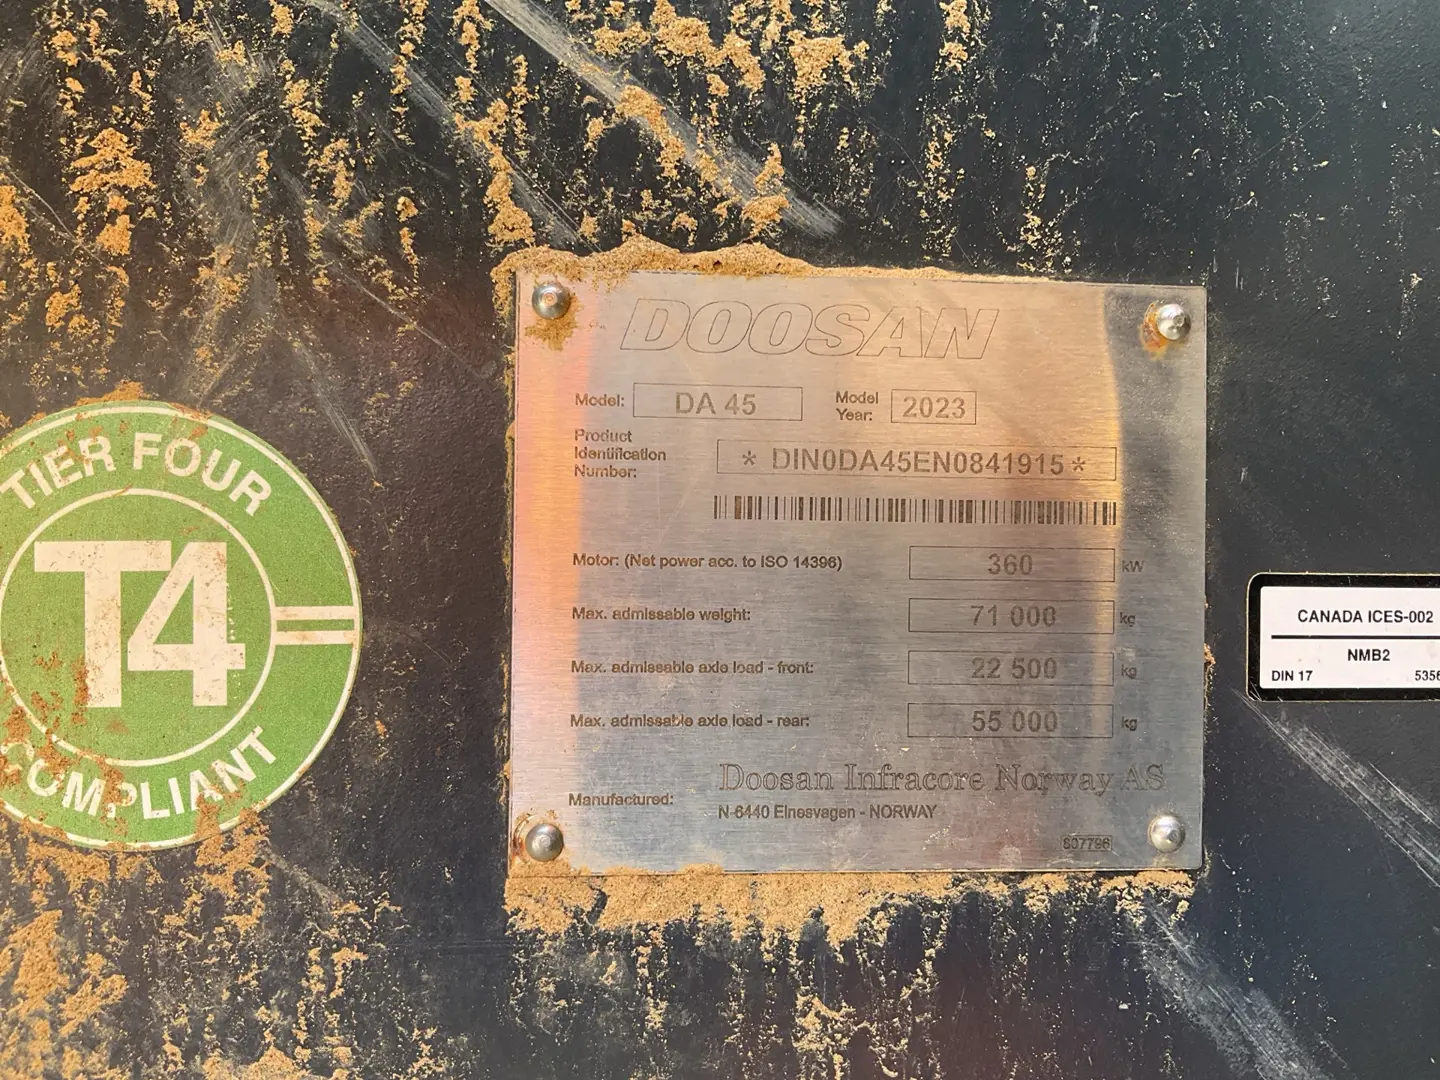 DOOSAN
Model: DA 45 Model Year: 2023
Product Identification Number: * DIN0DA45EN0841915 *
Motor: (Net power acc. to ISO 14396) 360 kW
Max. admissable weight: 71 000 kg
Max. admissable axle load - front: 22 500 kg
Max. admissable axle load - rear: 55 000 kg
Manufactured: Doosan Infracore Norway AS
N-6440 Elnesvagen - NORWAY
807796
TIER FOUR
T4
COMPLIANT
CANADA ICES-002
NMB2
DIN 17 5356